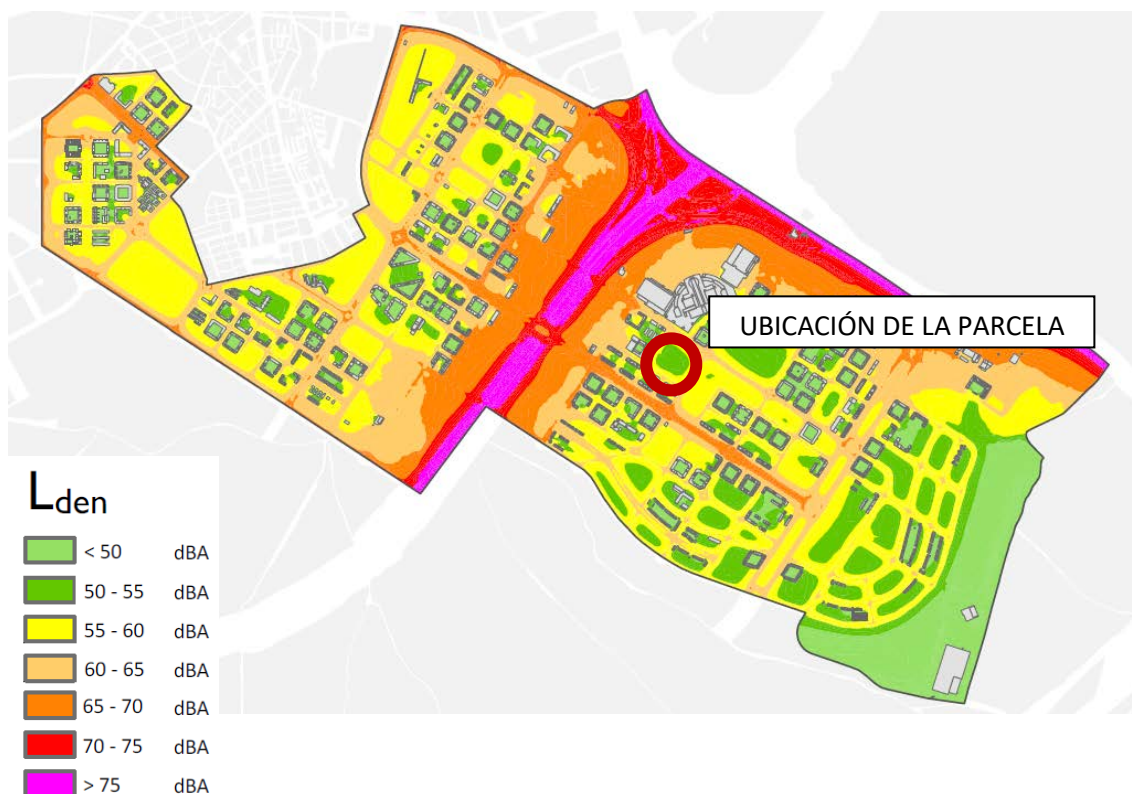 UBICACIÓN DE LA PARCELA
Lden
< 50 dBA
50 - 55 dBA
55 - 60 dBA
60 - 65 dBA
65 - 70 dBA
70 - 75 dBA
> 75 dBA